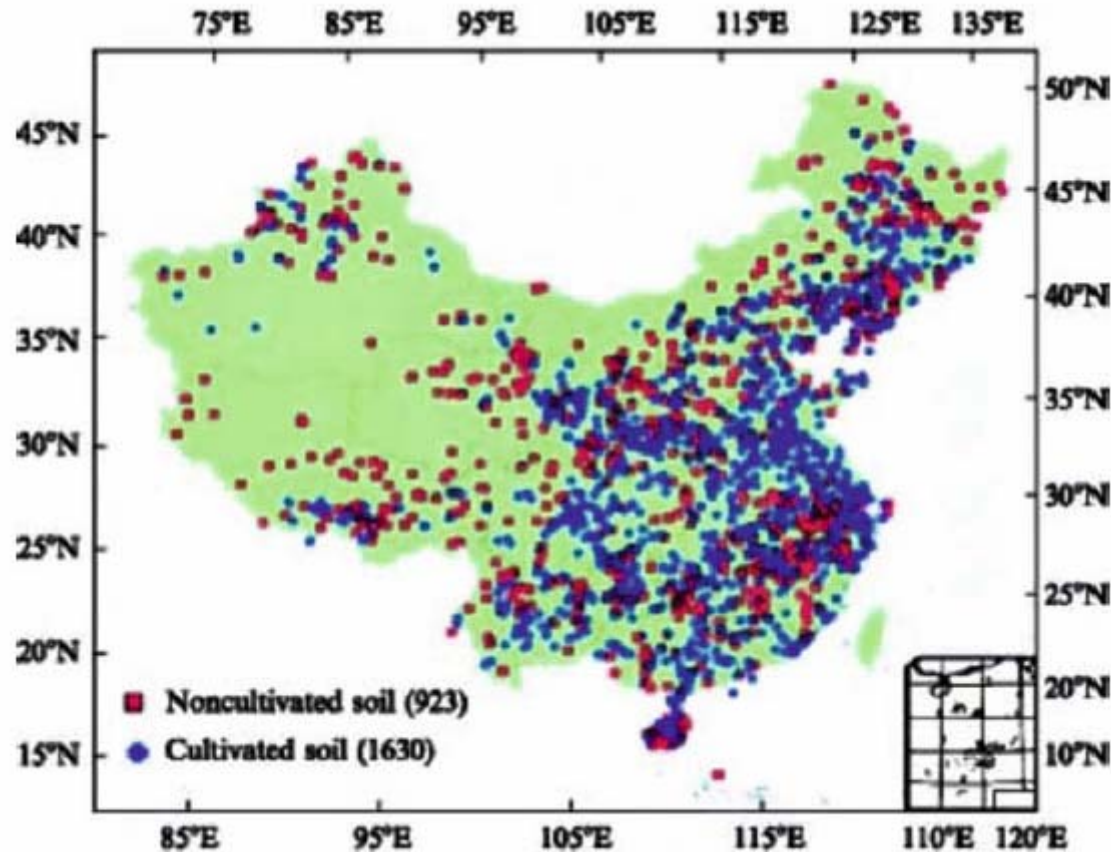 75°E 85°E 95°E 105°E 115°E 125°E 135°E
50°N
45°N
45°N
40°N
40°N
35°N
35°N
30°N
30°N
25°N
25°N
20°N
20°N
Noncultivated soil (923)
Cultivated soil (1630)
15°N
10°N
85°E 95°E 105°E 115°E 110°E 120°E